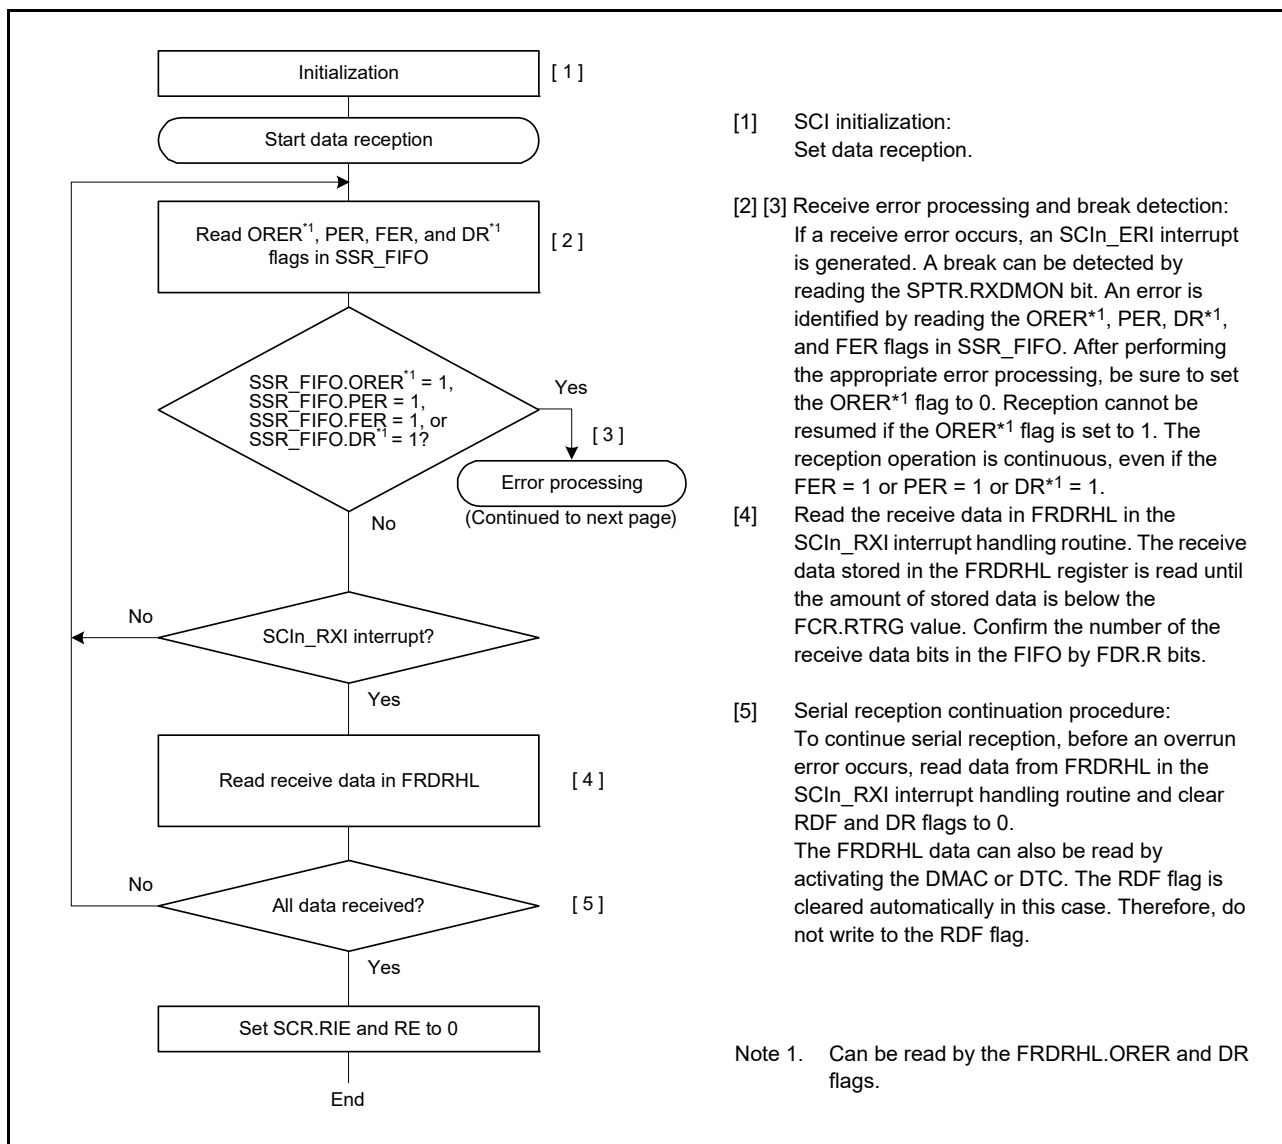 Initialization
[ 1 ]
Start data reception
Read ORER*1, PER, FER, and DR*1
flags in SSR_FIFO
[ 2 ]
SSR_FIFO.ORER*1 = 1,
SSR_FIFO.PER = 1,
SSR_FIFO.FER = 1, or
SSR_FIFO.DR*1 = 1?
Yes
[ 3 ]
Error processing
(Continued to next page)
No
No
SCIn_RXI interrupt?
Yes
Read receive data in FRDRHL
[ 4 ]
No
All data received?
[ 5 ]
Yes
Set SCR.RIE and RE to 0
End
[1] SCI initialization:
Set data reception.
[2] [3] Receive error processing and break detection:
If a receive error occurs, an SCIn_ERI interrupt
is generated. A break can be detected by
reading the SPTR.RXDMON bit. An error is
identified by reading the ORER*1, PER, DR*1,
and FER flags in SSR_FIFO. After performing
the appropriate error processing, be sure to set
the ORER*1 flag to 0. Reception cannot be
resumed if the ORER*1 flag is set to 1. The
reception operation is continuous, even if the
FER = 1 or PER = 1 or DR*1 = 1.
[4] Read the receive data in FRDRHL in the
SCIn_RXI interrupt handling routine. The receive
data stored in the FRDRHL register is read until
the amount of stored data is below the
FCR.RTRG value. Confirm the number of the
receive data bits in the FIFO by FDR.R bits.
[5] Serial reception continuation procedure:
To continue serial reception, before an overrun
error occurs, read data from FRDRHL in the
SCIn_RXI interrupt handling routine and clear
RDF and DR flags to 0.
The FRDRHL data can also be read by
activating the DMAC or DTC. The RDF flag is
cleared automatically in this case. Therefore, do
not write to the RDF flag.
Note 1. Can be read by the FRDRHL.ORER and DR
flags.